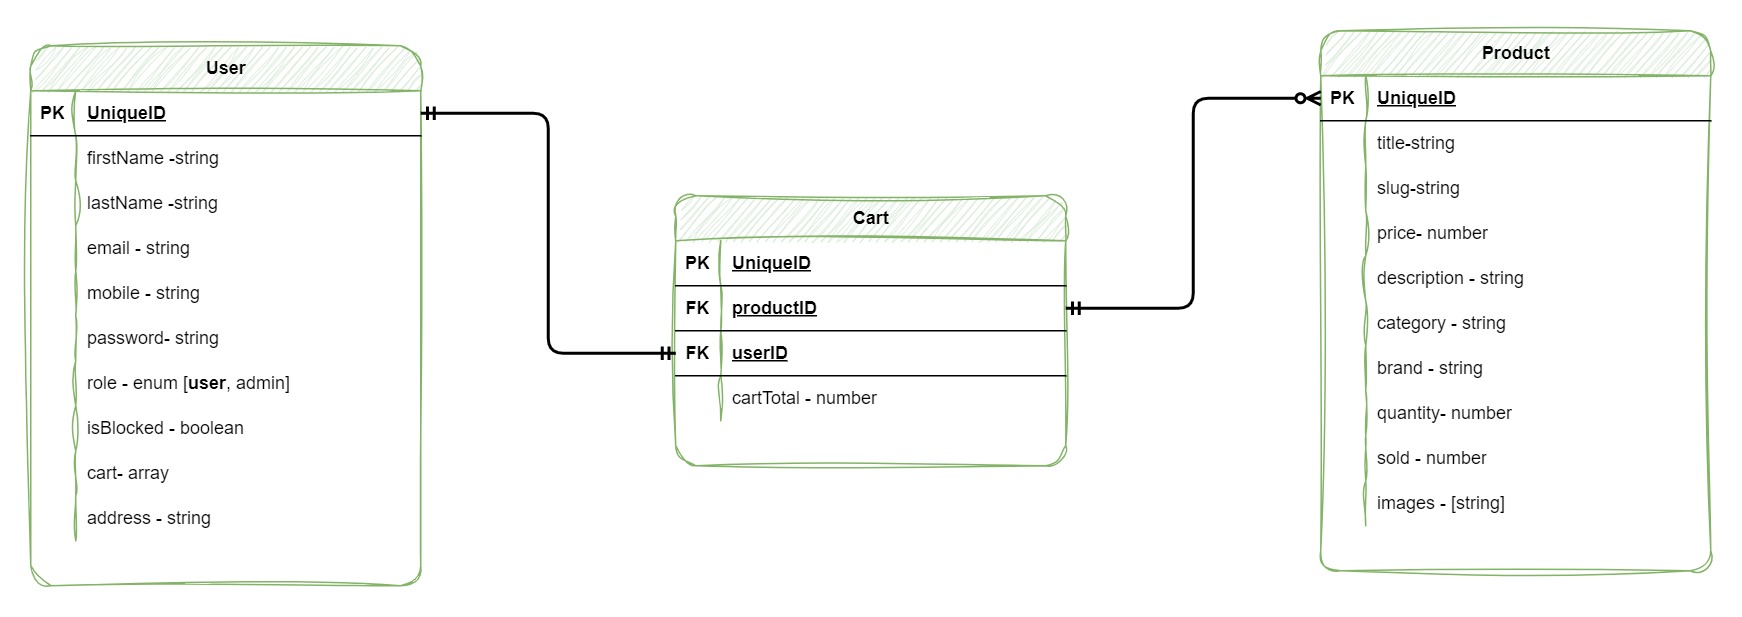 User
PK UniqueID
firstName -string
lastName -string
email - string
mobile - string
password- string
role - enum [user, admin]
isBlocked - boolean
cart- array
address - string
Cart
PK UniqueID
FK productID
FK userID
cartTotal - number
Product
PK UniqueID
title-string
slug-string
price- number
description - string
category - string
brand - string
quantity- number
sold - number
images - [string]